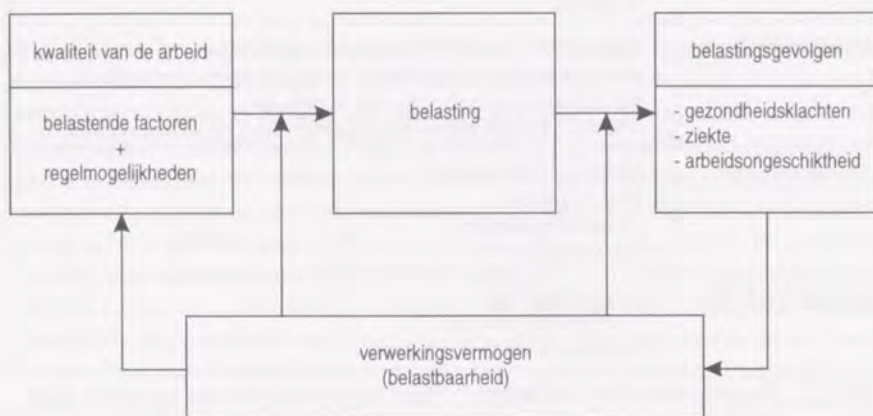 kwaliteit van de arbeid
belastende factoren
+
regelmogelijkheden
belasting
belastingsgevolgen
- gezondheidsklachten
- ziekte
- arbeidsongeschiktheid
verwerkingsvermogen
(belastbaarheid)